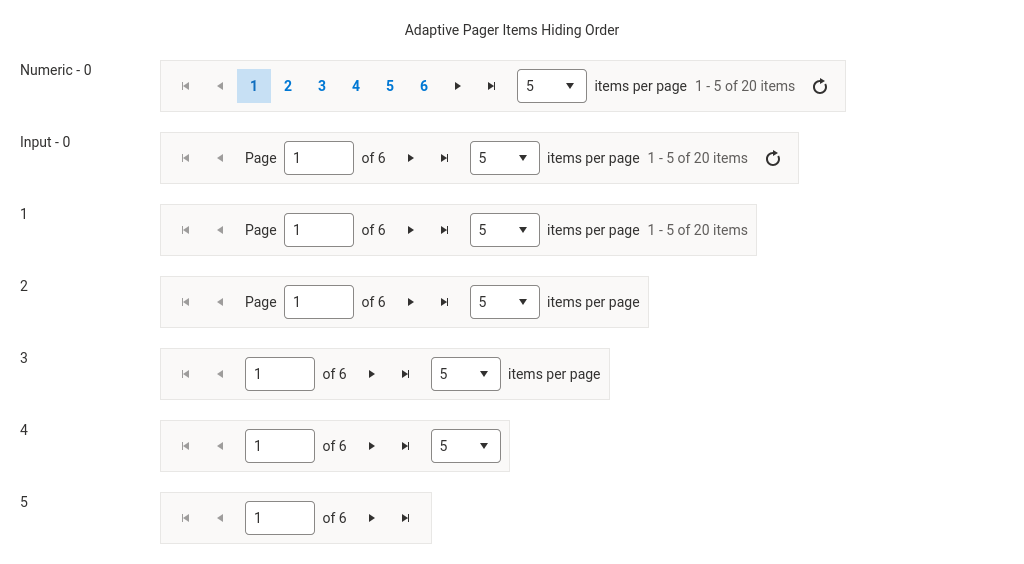 Adaptive Pager Items Hiding Order
Numeric - 0
1 2 3 4 5 6 5 items per page 1 - 5 of 20 items
Input - 0
Page 1 of 6 5 items per page 1 - 5 of 20 items
1
Page 1 of 6 5 items per page 1 - 5 of 20 items
2
Page 1 of 6 5 items per page
3
1 of 6 5 items per page
4
1 of 6 5
5
1 of 6